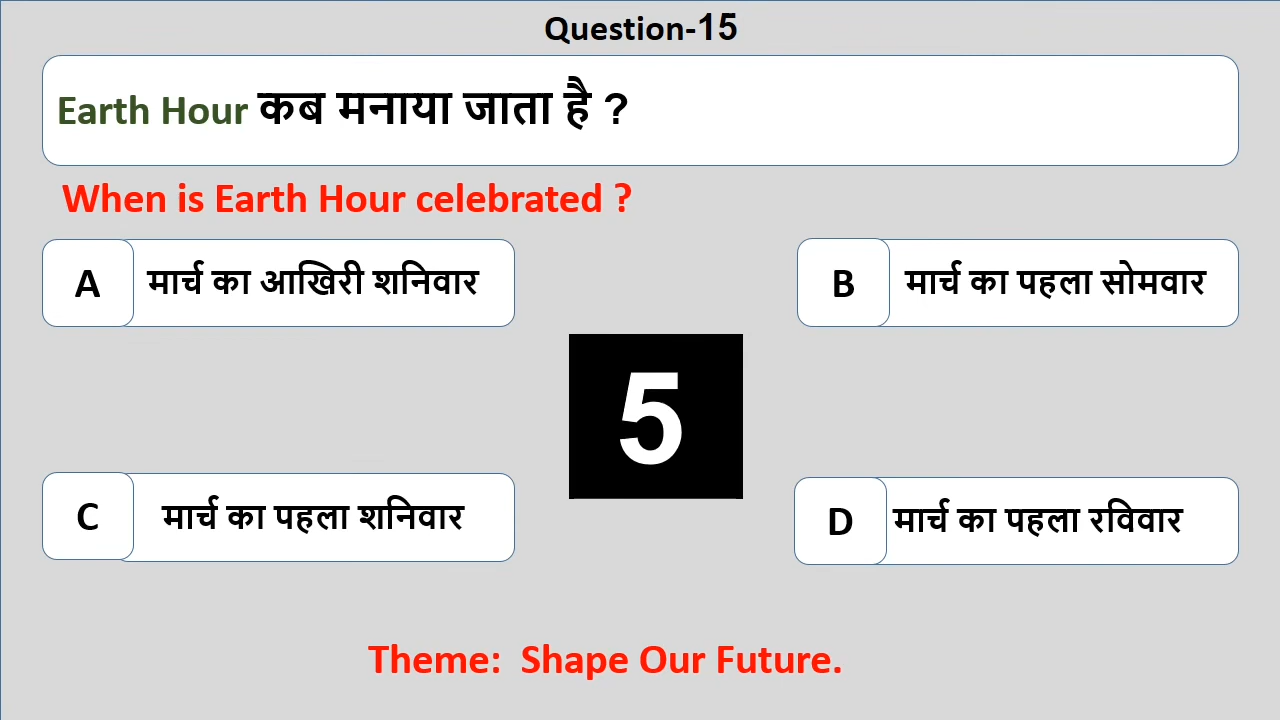 Question-15
Earth Hour कब मनाया जाता है ?
When is Earth Hour celebrated ?
A मार्च का आखिरी शनिवार
B मार्च का पहला सोमवार
5
C मार्च का पहला शनिवार
D मार्च का पहला रविवार
Theme: Shape Our Future.